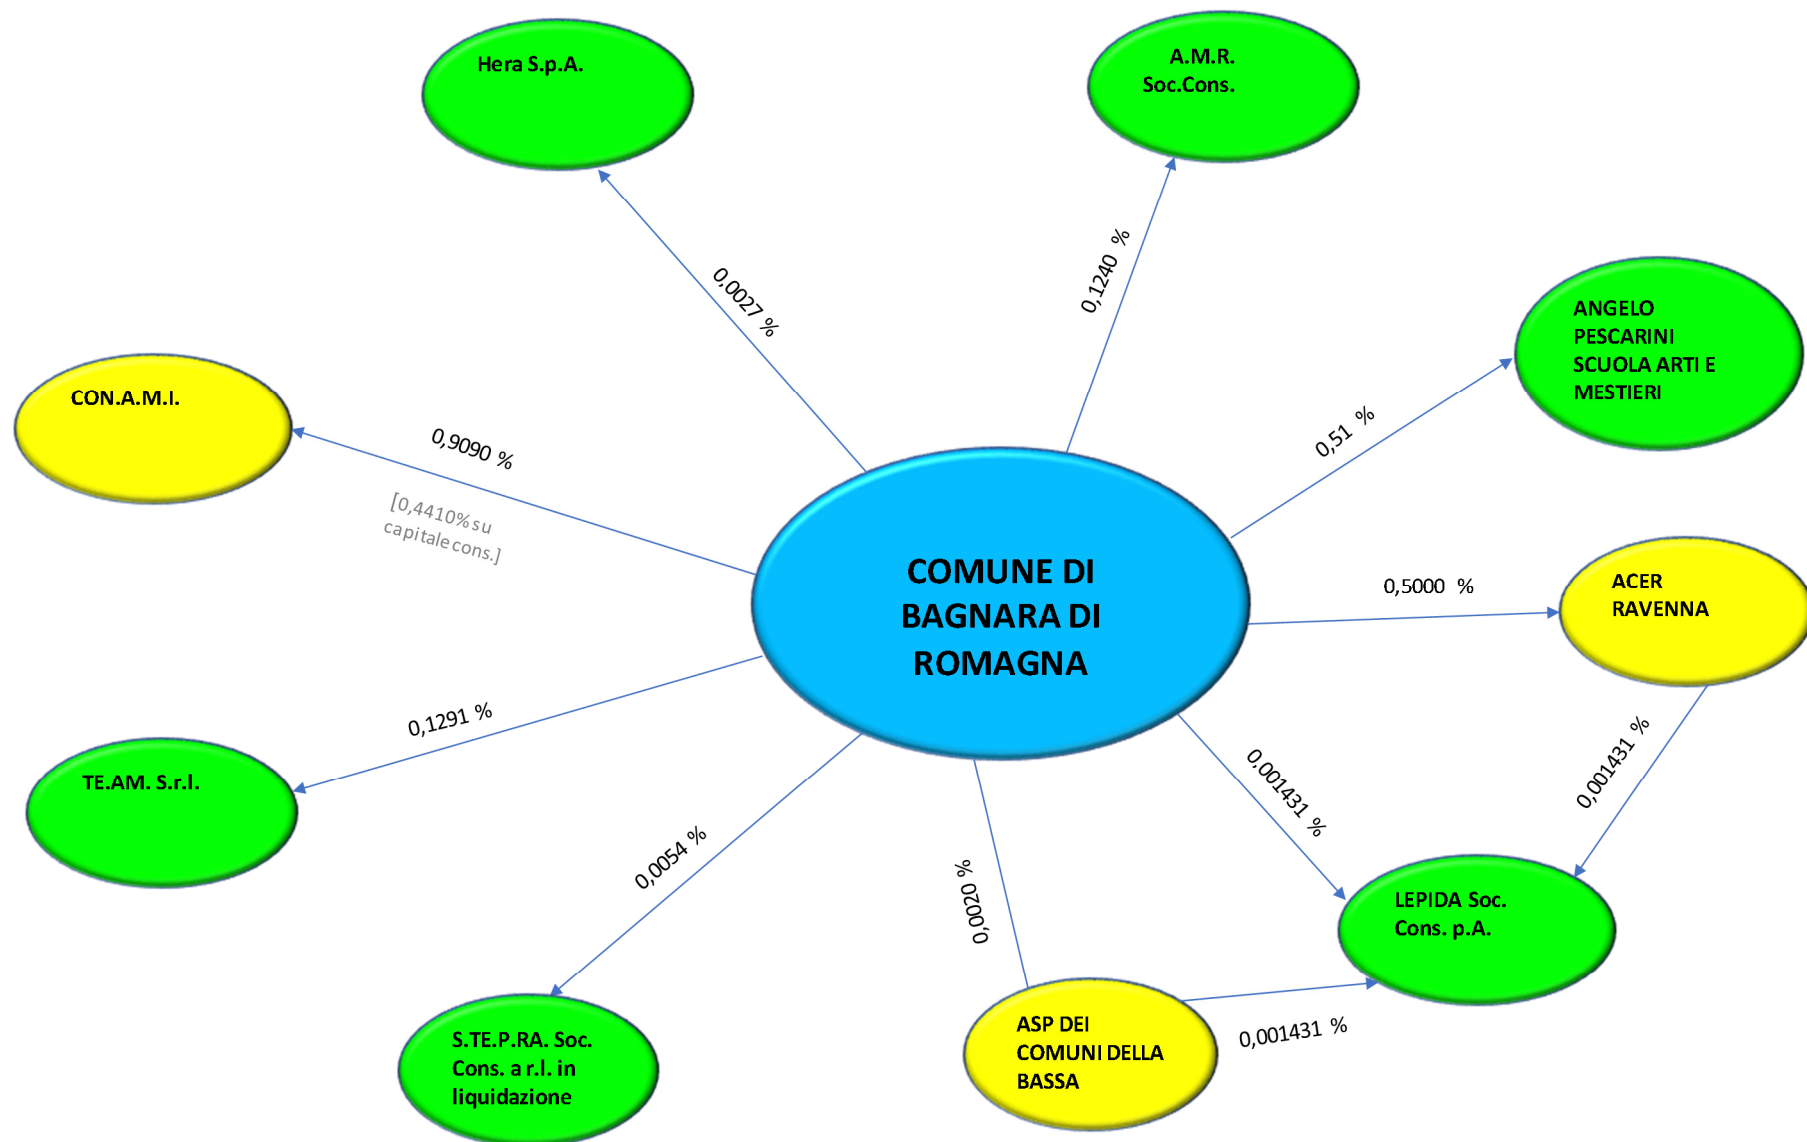 Hera S.p.A.
A.M.R.
Soc.Cons.
0,0027 %
0,1240 %
ANGELO
PESCARINI
SCUOLA ARTI E
MESTIERI
CON.A.M.I.
0,9090 %
[0,4410% su
capitale cons.]
0,51 %
COMUNE DI
BAGNARA DI
ROMAGNA
0,5000 %
ACER
RAVENNA
TE.AM. S.r.l.
0,1291 %
0,0054 %
0,0020 %
0,001431 %
0,001431 %
LEPIDA Soc.
Cons. p.A.
S.TE.P.RA. Soc.
Cons. a r.l. in
liquidazione
ASP DEI
COMUNI DELLA
BASSA
0,001431 %